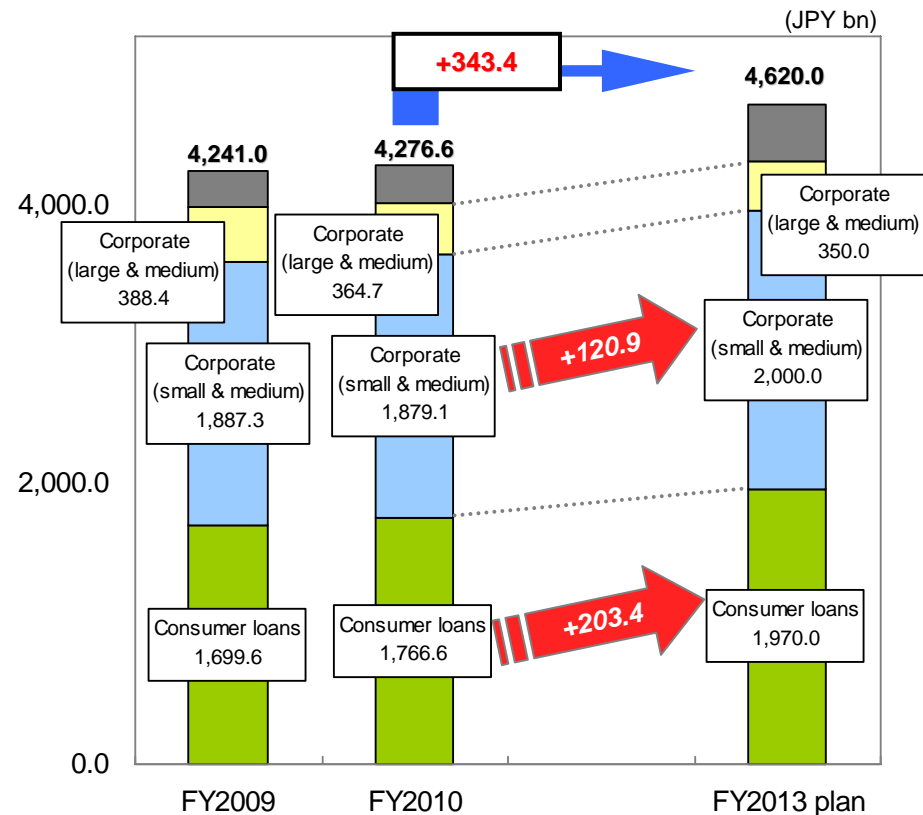 (JPY bn)
+343.4
4,620.0
4,241.0
4,276.6
4,000.0
Corporate
(large & medium)
388.4
Corporate
(large & medium)
364.7
Corporate
(large & medium)
350.0
Corporate
(small & medium)
1,887.3
Corporate
(small & medium)
1,879.1
+120.9
Corporate
(small & medium)
2,000.0
2,000.0
Consumer loans
1,699.6
Consumer loans
1,766.6
+203.4
Consumer loans
1,970.0
0.0
FY2009
FY2010
FY2013 plan